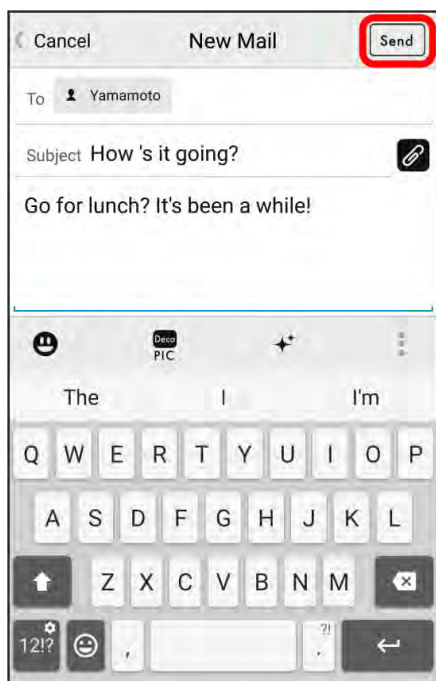 Cancel New Mail Send
To Yamamoto
Subject How 's it going?
Go for lunch? It's been a while!
Deco
PIC
The I I'm
Q W E R T Y U I O P
A S D F G H J K L
Z X C V B N M
12!? , . ?!